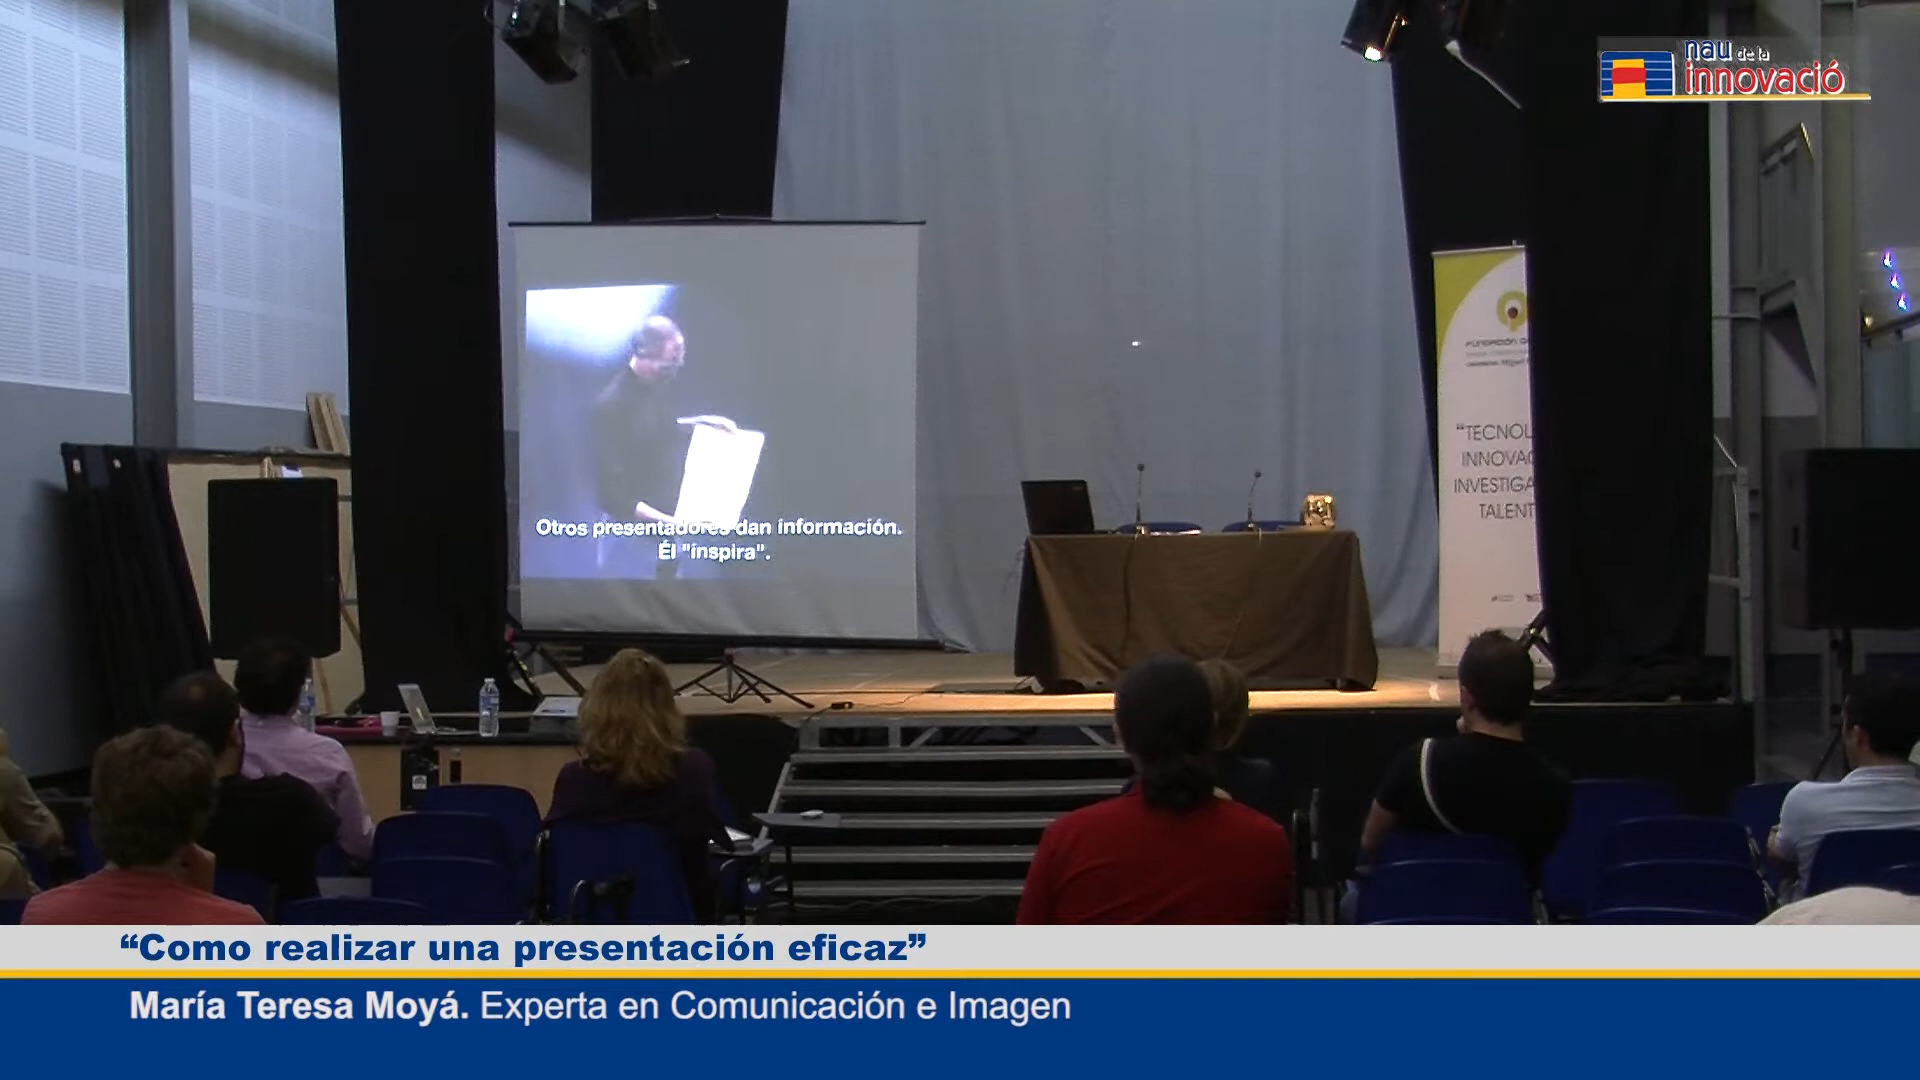 nau de la
innovació
Otros presentadores dan información.
Él "inspira".
FUNDACIÓN
"TECNOL
INNOVAC
INVESTIGA
TALENT
“Como realizar una presentación eficaz”
María Teresa Moyá. Experta en Comunicación e Imagen